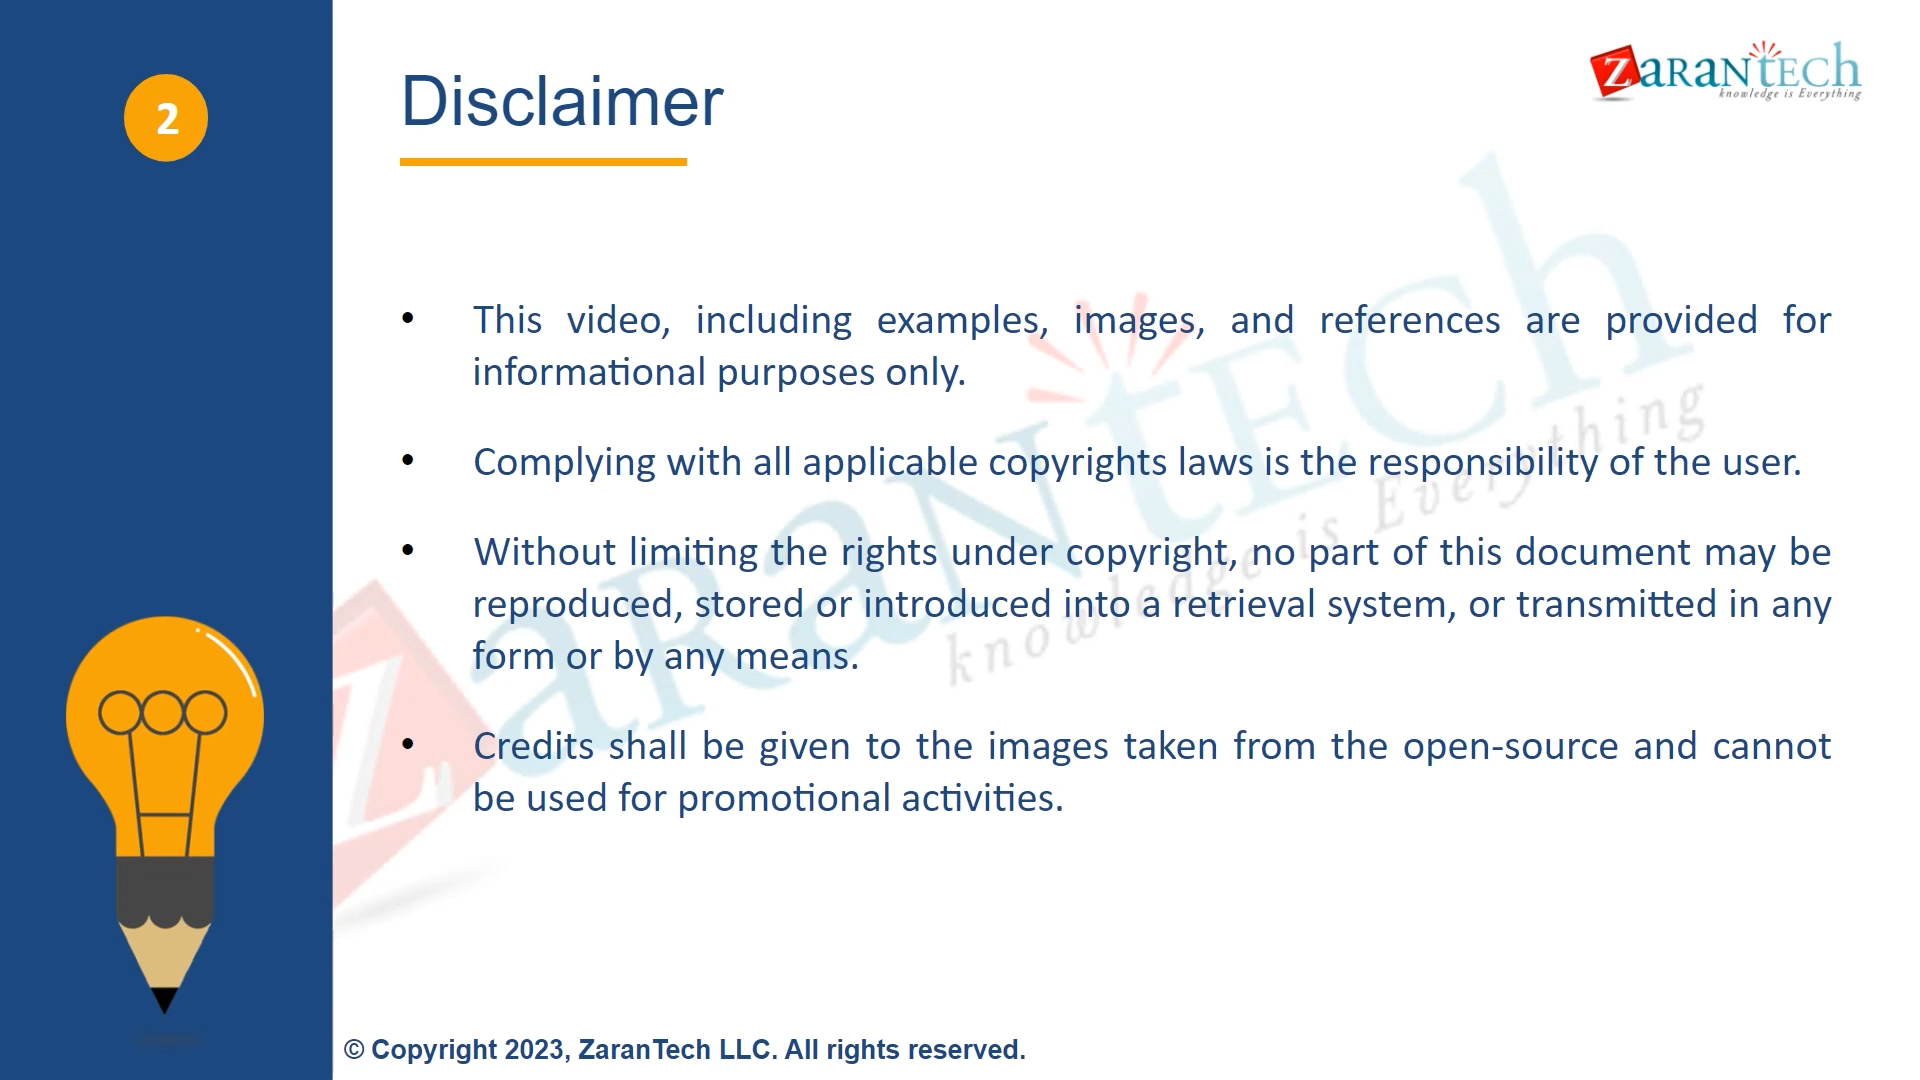 2
Disclaimer
ZaranTech
knowledge is Everything
• This video, including examples, images, and references are provided for
informational purposes only.
• Complying with all applicable copyrights laws is the responsibility of the user.
• Without limiting the rights under copyright, no part of this document may be
reproduced, stored or introduced into a retrieval system, or transmitted in any
form or by any means.
• Credits shall be given to the images taken from the open-source and cannot
be used for promotional activities.
ZaranTech
knowledge is Everything
© Copyright 2023, ZaranTech LLC. All rights reserved.